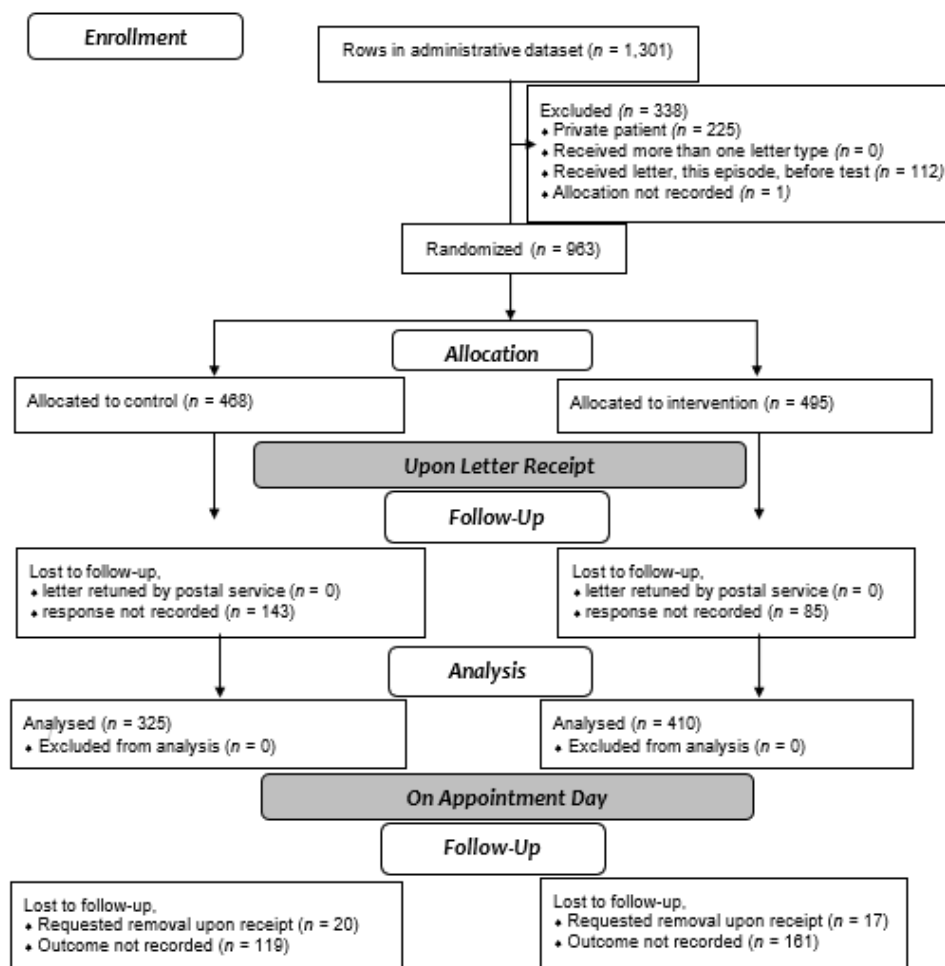 Enrollment
Rows in administrative dataset (n = 1,301)
Excluded (n = 338)
♦ Private patient (n = 225)
♦ Received more than one letter type (n = 0)
♦ Received letter, this episode, before test (n = 112)
♦ Allocation not recorded (n = 1)
Randomized (n = 963)
Allocation
Allocated to control (n = 468)
Allocated to intervention (n = 495)
Upon Letter Receipt
Follow-Up
Lost to follow-up,
♦ letter retuned by postal service (n = 0)
♦ response not recorded (n = 143)
Lost to follow-up,
♦ letter retuned by postal service (n = 0)
♦ response not recorded (n = 85)
Analysis
Analysed (n = 325)
♦ Excluded from analysis (n = 0)
Analysed (n = 410)
♦ Excluded from analysis (n = 0)
On Appointment Day
Follow-Up
Lost to follow-up,
♦ Requested removal upon receipt (n = 20)
♦ Outcome not recorded (n = 119)
Lost to follow-up,
♦ Requested removal upon receipt (n = 17)
♦ Outcome not recorded (n = 161)